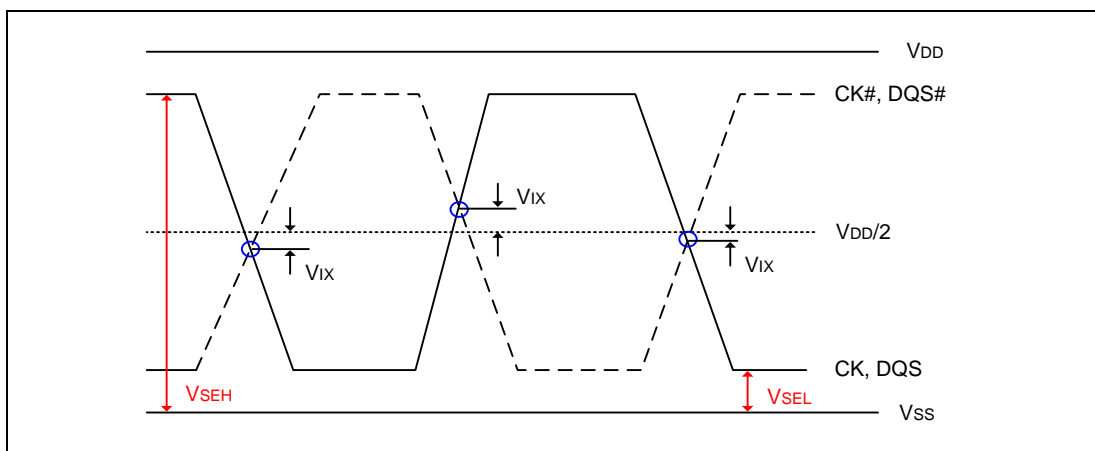 VDD
CK#, DQS#
VIX
VDD/2
VIX
VIX
CK, DQS
VSEH
VSEL
VSS